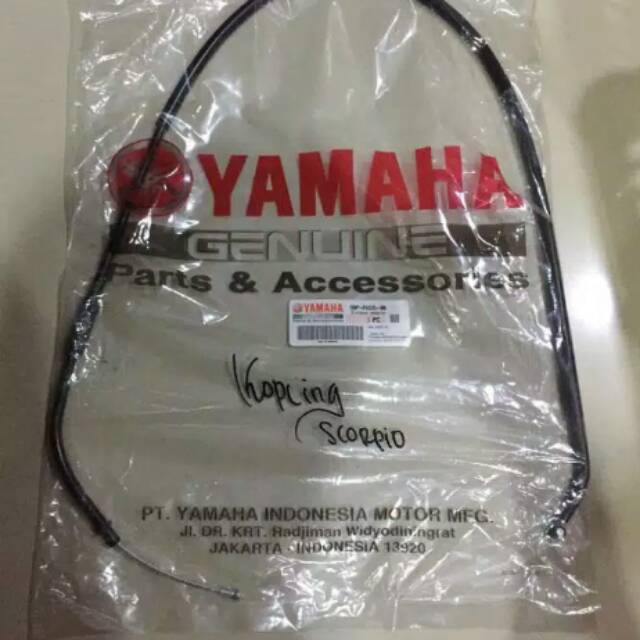 YAMAHA
GENUINE
Parts & Accessories
YAMAHA
PC
Kopling
Scorpio
PT. YAMAHA INDONESIA MOTOR MFG.
Jl. DR. KRT. Radjiman Widyodiningrat
JAKARTA - INDONESIA 13920